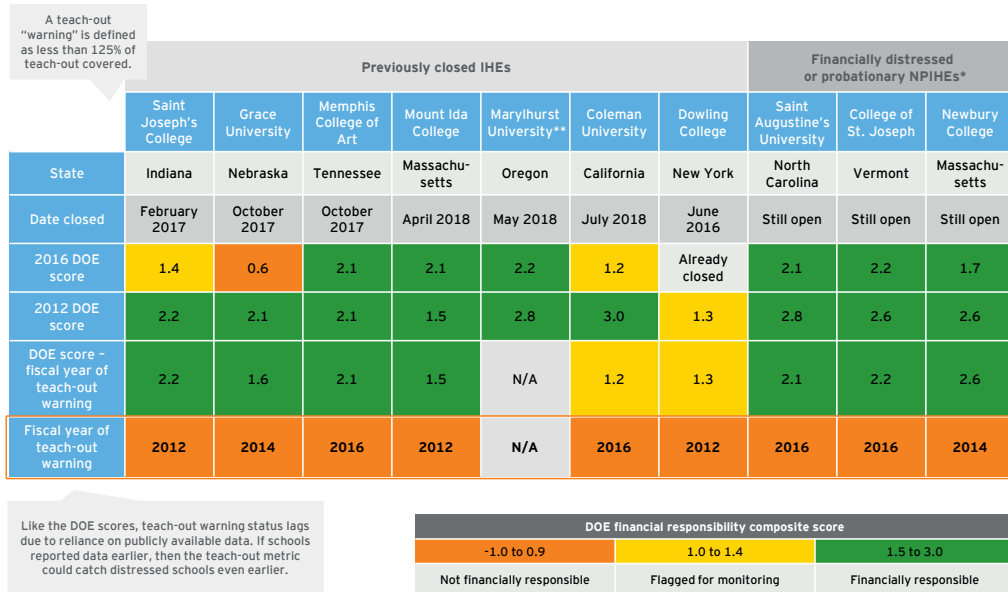 A teach-out
“warning” is defined
as less than 125% of
teach-out covered.
Previously closed IHEs
Financially distressed
or probationary NPIHEs*
Saint
Joseph’s
College
Grace
University
Memphis
College of
Art
Mount Ida
College
Marylhurst
University**
Coleman
University
Dowling
College
Saint
Augustine’s
University
College of
St. Joseph
Newbury
College
State
Indiana
Nebraska
Tennessee
Massachu-
setts
Oregon
California
New York
North
Carolina
Vermont
Massachu-
setts
Date closed
February
2017
October
2017
October
2017
April 2018
May 2018
July 2018
June
2016
Still open
Still open
Still open
2016 DOE
score
1.4
0.6
2.1
2.1
2.2
1.2
Already
closed
2.1
2.2
1.7
2012 DOE
score
2.2
2.1
2.1
1.5
2.8
3.0
1.3
2.8
2.6
2.6
DOE score –
fiscal year of
teach-out
warning
2.2
1.6
2.1
1.5
N/A
1.2
1.3
2.1
2.2
2.6
Fiscal year of
teach-out
warning
2012
2014
2016
2012
N/A
2016
2012
2016
2016
2014
Like the DOE scores, teach-out warning status lags
due to reliance on publicly available data. If schools
reported data earlier, then the teach-out metric
could catch distressed schools even earlier.
DOE financial responsibility composite score
-1.0 to 0.9
1.0 to 1.4
1.5 to 3.0
Not financially responsible
Flagged for monitoring
Financially responsible